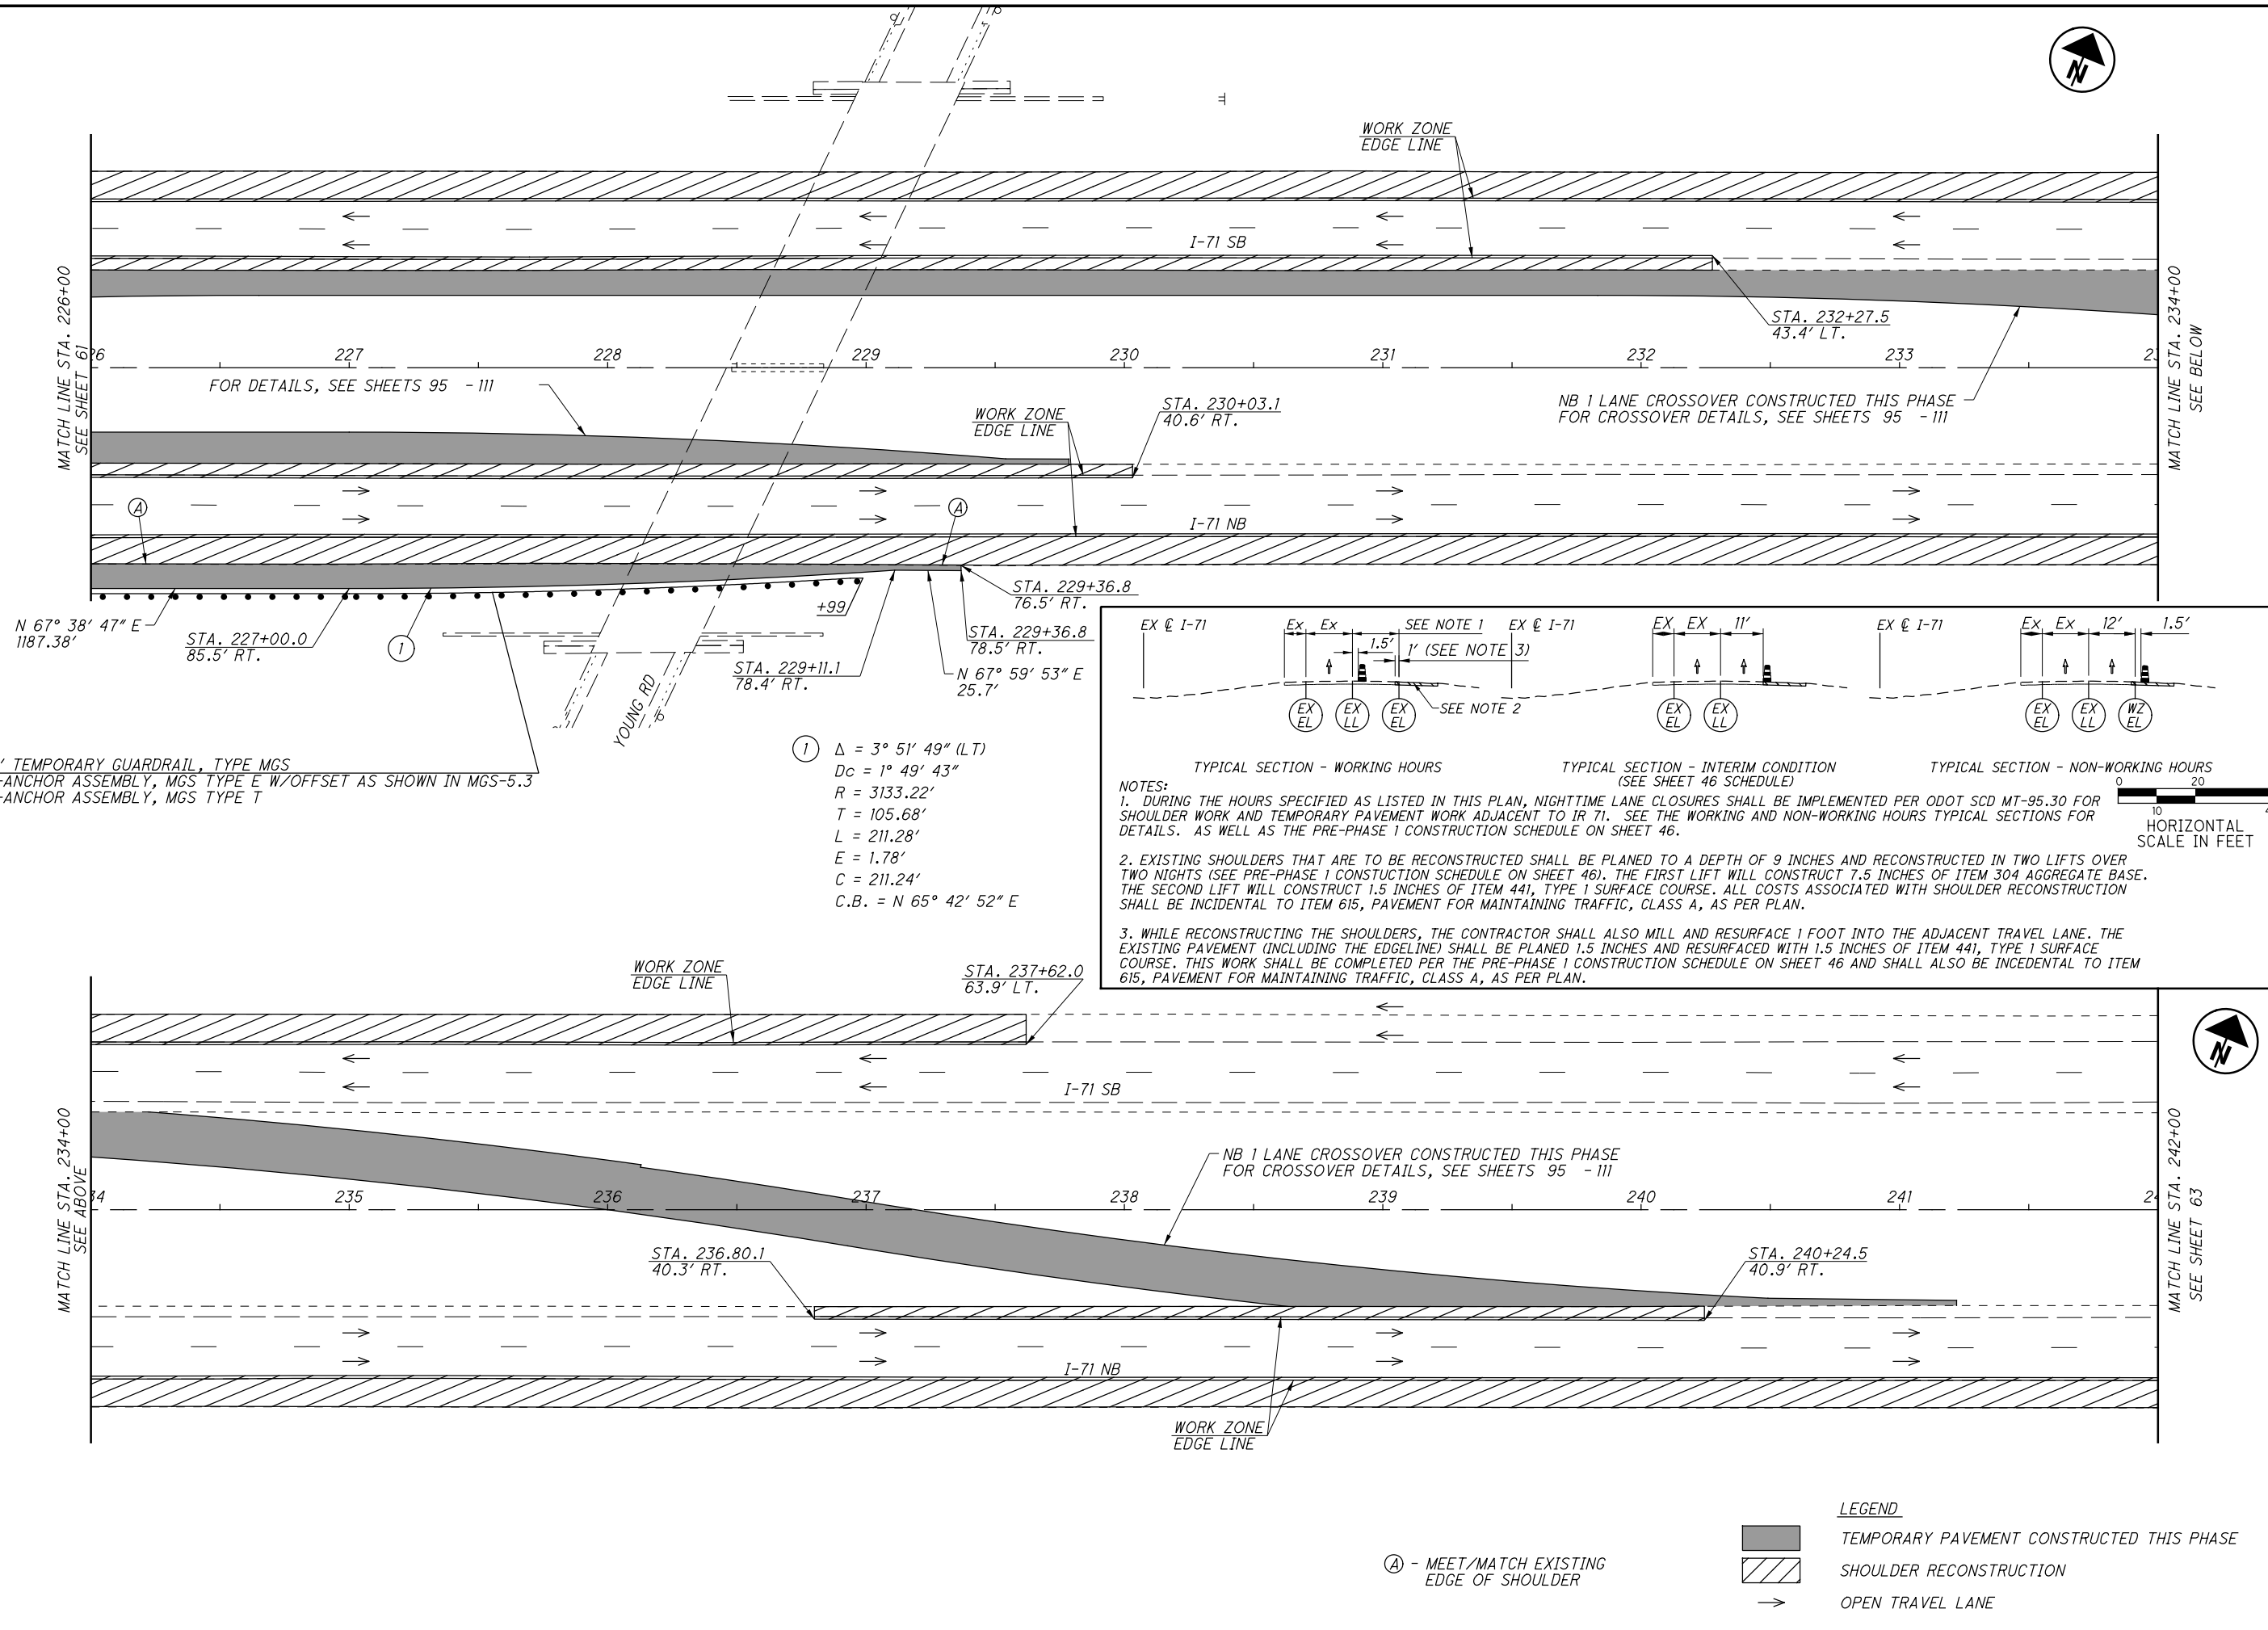 N
WORK ZONE
EDGE LINE
I-71 SB
MATCH LINE STA. 226+00
SEE SHEET 61
MATCH LINE STA. 234+00
SEE BELOW
STA. 232+27.5
43.4' LT.
227 228 229 230 231 232 233
FOR DETAILS, SEE SHEETS 95 - 111
WORK ZONE
EDGE LINE
STA. 230+03.1
40.6' RT.
NB 1 LANE CROSSOVER CONSTRUCTED THIS PHASE
FOR CROSSOVER DETAILS, SEE SHEETS 95 - 111
A
A
I-71 NB
N 67° 38' 47" E
1187.38'
STA. 227+00.0
85.5' RT.
1
+99
STA. 229+36.8
76.5' RT.
STA. 229+36.8
78.5' RT.
STA. 229+11.1
78.4' RT.
N 67° 59' 53" E
25.7'
YOUNG RD
' TEMPORARY GUARDRAIL, TYPE MGS
-ANCHOR ASSEMBLY, MGS TYPE E W/OFFSET AS SHOWN IN MGS-5.3
-ANCHOR ASSEMBLY, MGS TYPE T
1 Δ = 3° 51' 49" (LT)
Dc = 1° 49' 43"
R = 3133.22'
T = 105.68'
L = 211.28'
E = 1.78'
C = 211.24'
C.B. = N 65° 42' 52" E
EX ℄ I-71
Ex Ex SEE NOTE 1
1.5'
1' (SEE NOTE 3)
EX EL
EX LL
EX EL
SEE NOTE 2
TYPICAL SECTION - WORKING HOURS
EX ℄ I-71
EX EX 11'
EX EL
EX LL
TYPICAL SECTION - INTERIM CONDITION
(SEE SHEET 46 SCHEDULE)
EX ℄ I-71
Ex Ex 12' 1.5'
EX EL
EX LL
WZ EL
TYPICAL SECTION - NON-WORKING HOURS
0 20
10
HORIZONTAL
SCALE IN FEET
NOTES:
1. DURING THE HOURS SPECIFIED AS LISTED IN THIS PLAN, NIGHTTIME LANE CLOSURES SHALL BE IMPLEMENTED PER ODOT SCD MT-95.30 FOR
SHOULDER WORK AND TEMPORARY PAVEMENT WORK ADJACENT TO IR 71. SEE THE WORKING AND NON-WORKING HOURS TYPICAL SECTIONS FOR
DETAILS. AS WELL AS THE PRE-PHASE 1 CONSTRUCTION SCHEDULE ON SHEET 46.
2. EXISTING SHOULDERS THAT ARE TO BE RECONSTRUCTED SHALL BE PLANED TO A DEPTH OF 9 INCHES AND RECONSTRUCTED IN TWO LIFTS OVER
TWO NIGHTS (SEE PRE-PHASE 1 CONSTUCTION SCHEDULE ON SHEET 46). THE FIRST LIFT WILL CONSTRUCT 7.5 INCHES OF ITEM 304 AGGREGATE BASE.
THE SECOND LIFT WILL CONSTRUCT 1.5 INCHES OF ITEM 441, TYPE 1 SURFACE COURSE. ALL COSTS ASSOCIATED WITH SHOULDER RECONSTRUCTION
SHALL BE INCIDENTAL TO ITEM 615, PAVEMENT FOR MAINTAINING TRAFFIC, CLASS A, AS PER PLAN.
3. WHILE RECONSTRUCTING THE SHOULDERS, THE CONTRACTOR SHALL ALSO MILL AND RESURFACE 1 FOOT INTO THE ADJACENT TRAVEL LANE. THE
EXISTING PAVEMENT (INCLUDING THE EDGELINE) SHALL BE PLANED 1.5 INCHES AND RESURFACED WITH 1.5 INCHES OF ITEM 441, TYPE 1 SURFACE
COURSE. THIS WORK SHALL BE COMPLETED PER THE PRE-PHASE 1 CONSTRUCTION SCHEDULE ON SHEET 46 AND SHALL ALSO BE INCEDENTAL TO ITEM
615, PAVEMENT FOR MAINTAINING TRAFFIC, CLASS A, AS PER PLAN.
WORK ZONE
EDGE LINE
STA. 237+62.0
63.9' LT.
N
I-71 SB
MATCH LINE STA. 234+00
SEE ABOVE
MATCH LINE STA. 242+00
SEE SHEET 63
NB 1 LANE CROSSOVER CONSTRUCTED THIS PHASE
FOR CROSSOVER DETAILS, SEE SHEETS 95 - 111
235 236 237 238 239 240 241
STA. 236.80.1
40.3' RT.
STA. 240+24.5
40.9' RT.
I-71 NB
WORK ZONE
EDGE LINE
LEGEND
TEMPORARY PAVEMENT CONSTRUCTED THIS PHASE
SHOULDER RECONSTRUCTION
OPEN TRAVEL LANE
A - MEET/MATCH EXISTING
EDGE OF SHOULDER